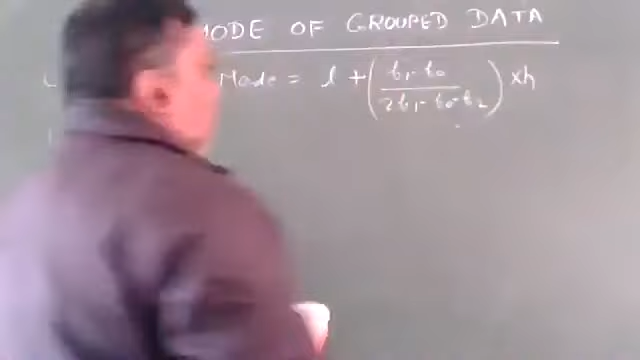 MODE OF GROUPED DATA
Mode = l + (f₁-f₀ / 2f₁-f₀-f₂) ×h